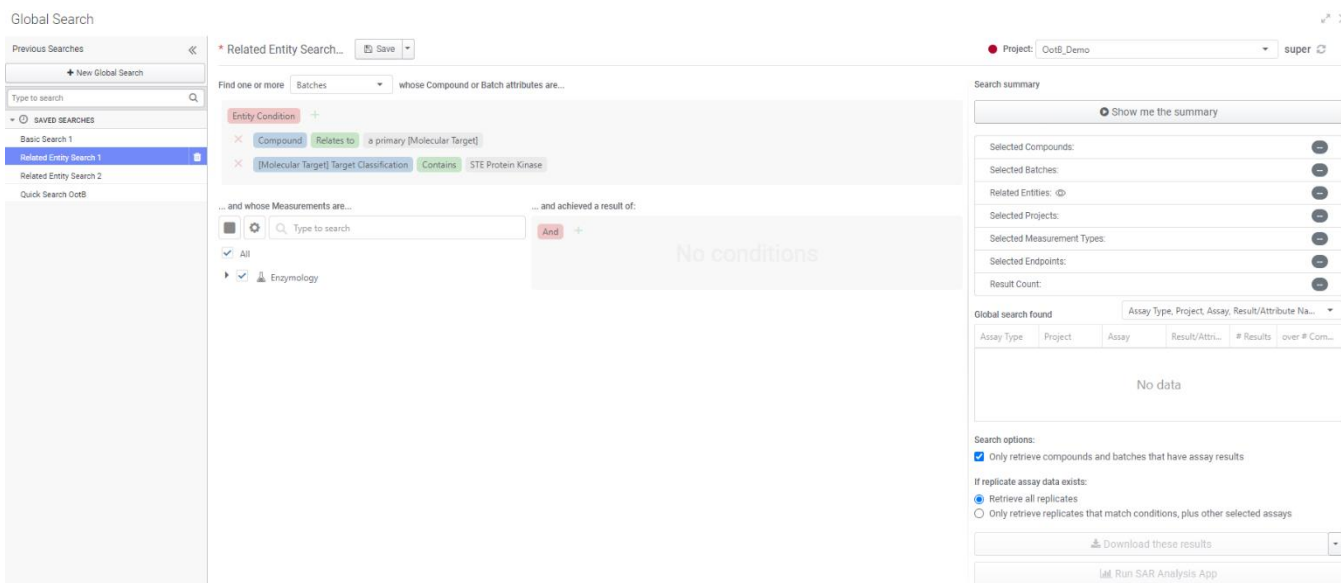 Global Search
Previous Searches
+ New Global Search
Type to search
SAVED SEARCHES
Basic Search 1
Related Entity Search 1
Related Entity Search 2
Quick Search OotB
* Related Entity Search... Save
Project: OotB_Demo super
Find one or more Batches whose Compound or Batch attributes are...
Entity Condition +
Compound Relates to a primary [Molecular Target]
[Molecular Target] Target Classification Contains STE Protein Kinase
... and whose Measurements are...
Type to search
All
Enzymology
... and achieved a result of:
And +
No conditions
Search summary
Show me the summary
Selected Compounds: --
Selected Batches: --
Related Entities: --
Selected Projects: --
Selected Measurement Types: --
Selected Endpoints: --
Result Count: --
Global search found Assay Type, Project, Assay, Result/Attribute Na...
Assay Type Project Assay Result/Attri... # Results over # Com...
No data
Search options:
Only retrieve compounds and batches that have assay results
If replicate assay data exists:
Retrieve all replicates
Only retrieve replicates that match conditions, plus other selected assays
Download these results
Run SAR Analysis App